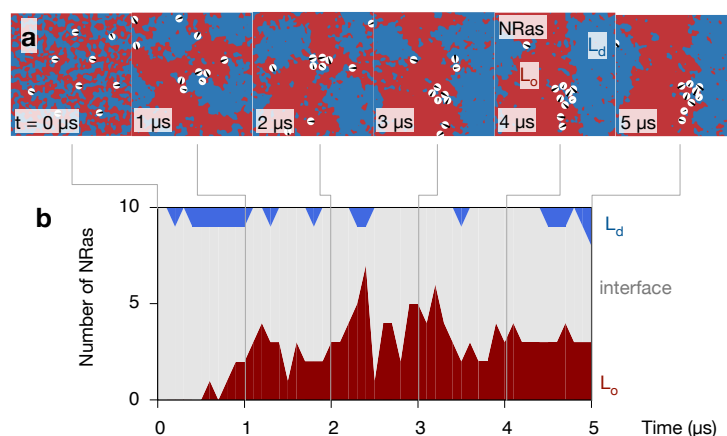 a
NRas
L_d
L_o
t = 0 µs
1 µs
2 µs
3 µs
4 µs
5 µs
b
10
5
0
Number of NRas
L_d
interface
L_o
0 1 2 3 4 5 Time (µs)